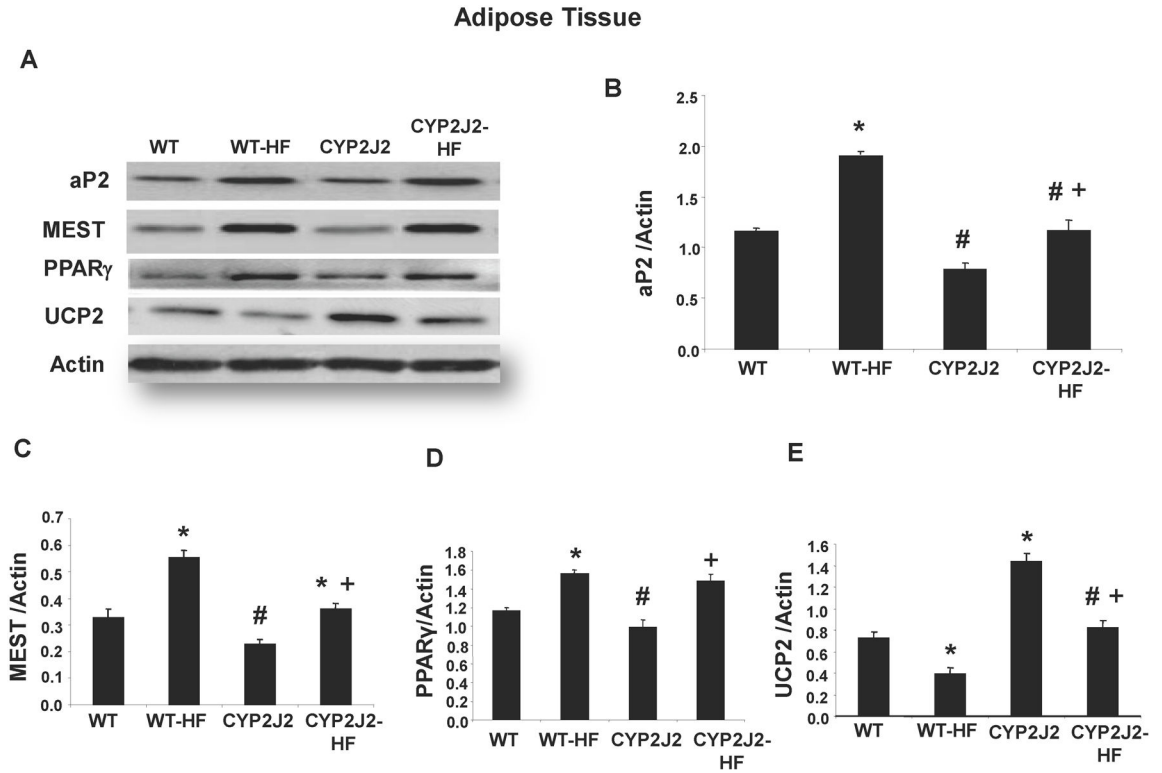 Adipose Tissue
A
WT WT-HF CYP2J2 CYP2J2-
HF
aP2
MEST
PPARγ
UCP2
Actin
B
aP2 /Actin
2.5
2.0
1.5
1.0
0.5
0.0
*
#
# +
WT WT-HF CYP2J2 CYP2J2-
HF
C
MEST /Actin
0.7
0.6
0.5
0.4
0.3
0.2
0.1
0.0
*
#
* +
WT WT-HF CYP2J2 CYP2J2-
HF
D
PPARγ/Actin
1.8
1.6
1.4
1.2
1.0
0.8
0.6
0.4
0.2
0.0
*
#
+
WT WT-HF CYP2J2 CYP2J2-
HF
E
UCP2 /Actin
1.6
1.4
1.2
1.0
0.8
0.6
0.4
0.2
0.0
*
*
# +
WT WT-HF CYP2J2 CYP2J2-
HF